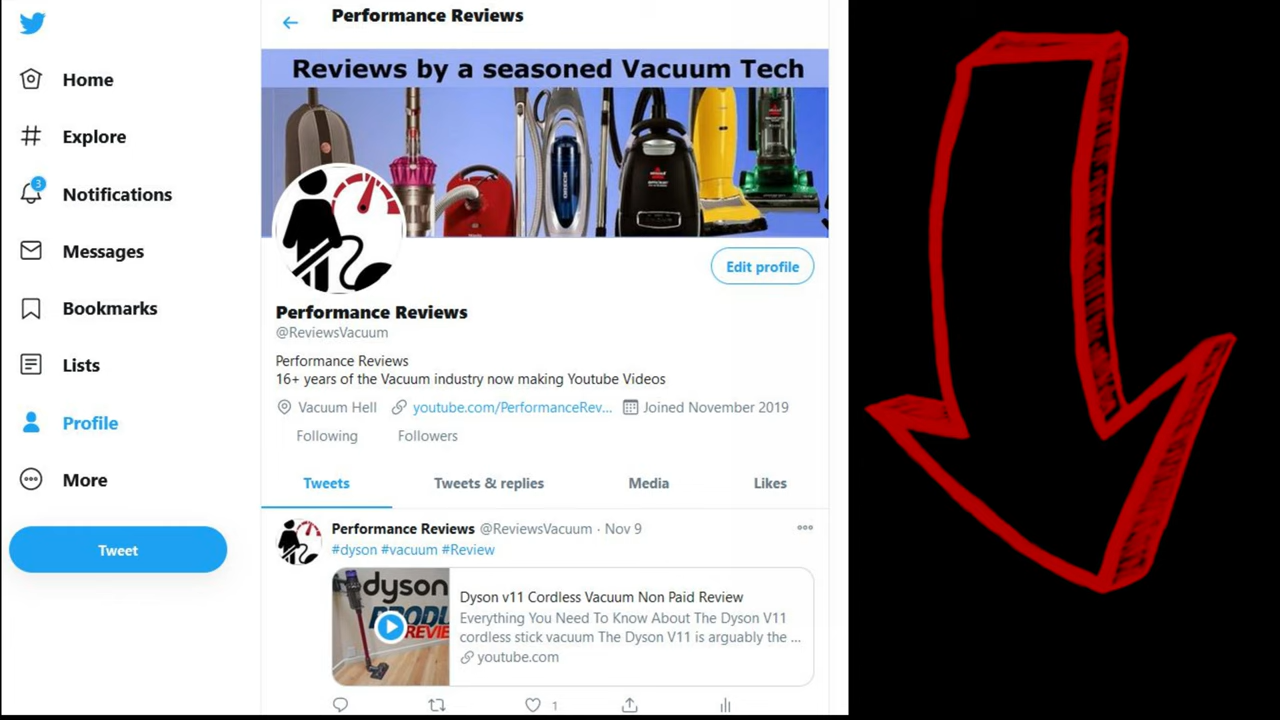 Performance Reviews
Home
Explore
3
Notifications
Messages
Bookmarks
Lists
Profile
More
Tweet
Reviews by a seasoned Vacuum Tech
ORECK
BISSELL
Edit profile
Performance Reviews
@ReviewsVacuum
Performance Reviews
16+ years of the Vacuum industry now making Youtube Videos
Vacuum Hell youtube.com/PerformanceRev... Joined November 2019
Following Followers
Tweets Tweets & replies Media Likes
Performance Reviews @ReviewsVacuum · Nov 9
#dyson #vacuum #Review
dyson
PRODU
REVIE
Dyson v11 Cordless Vacuum Non Paid Review
Everything You Need To Know About The Dyson V11
cordless stick vacuum The Dyson V11 is arguably the ...
youtube.com
1